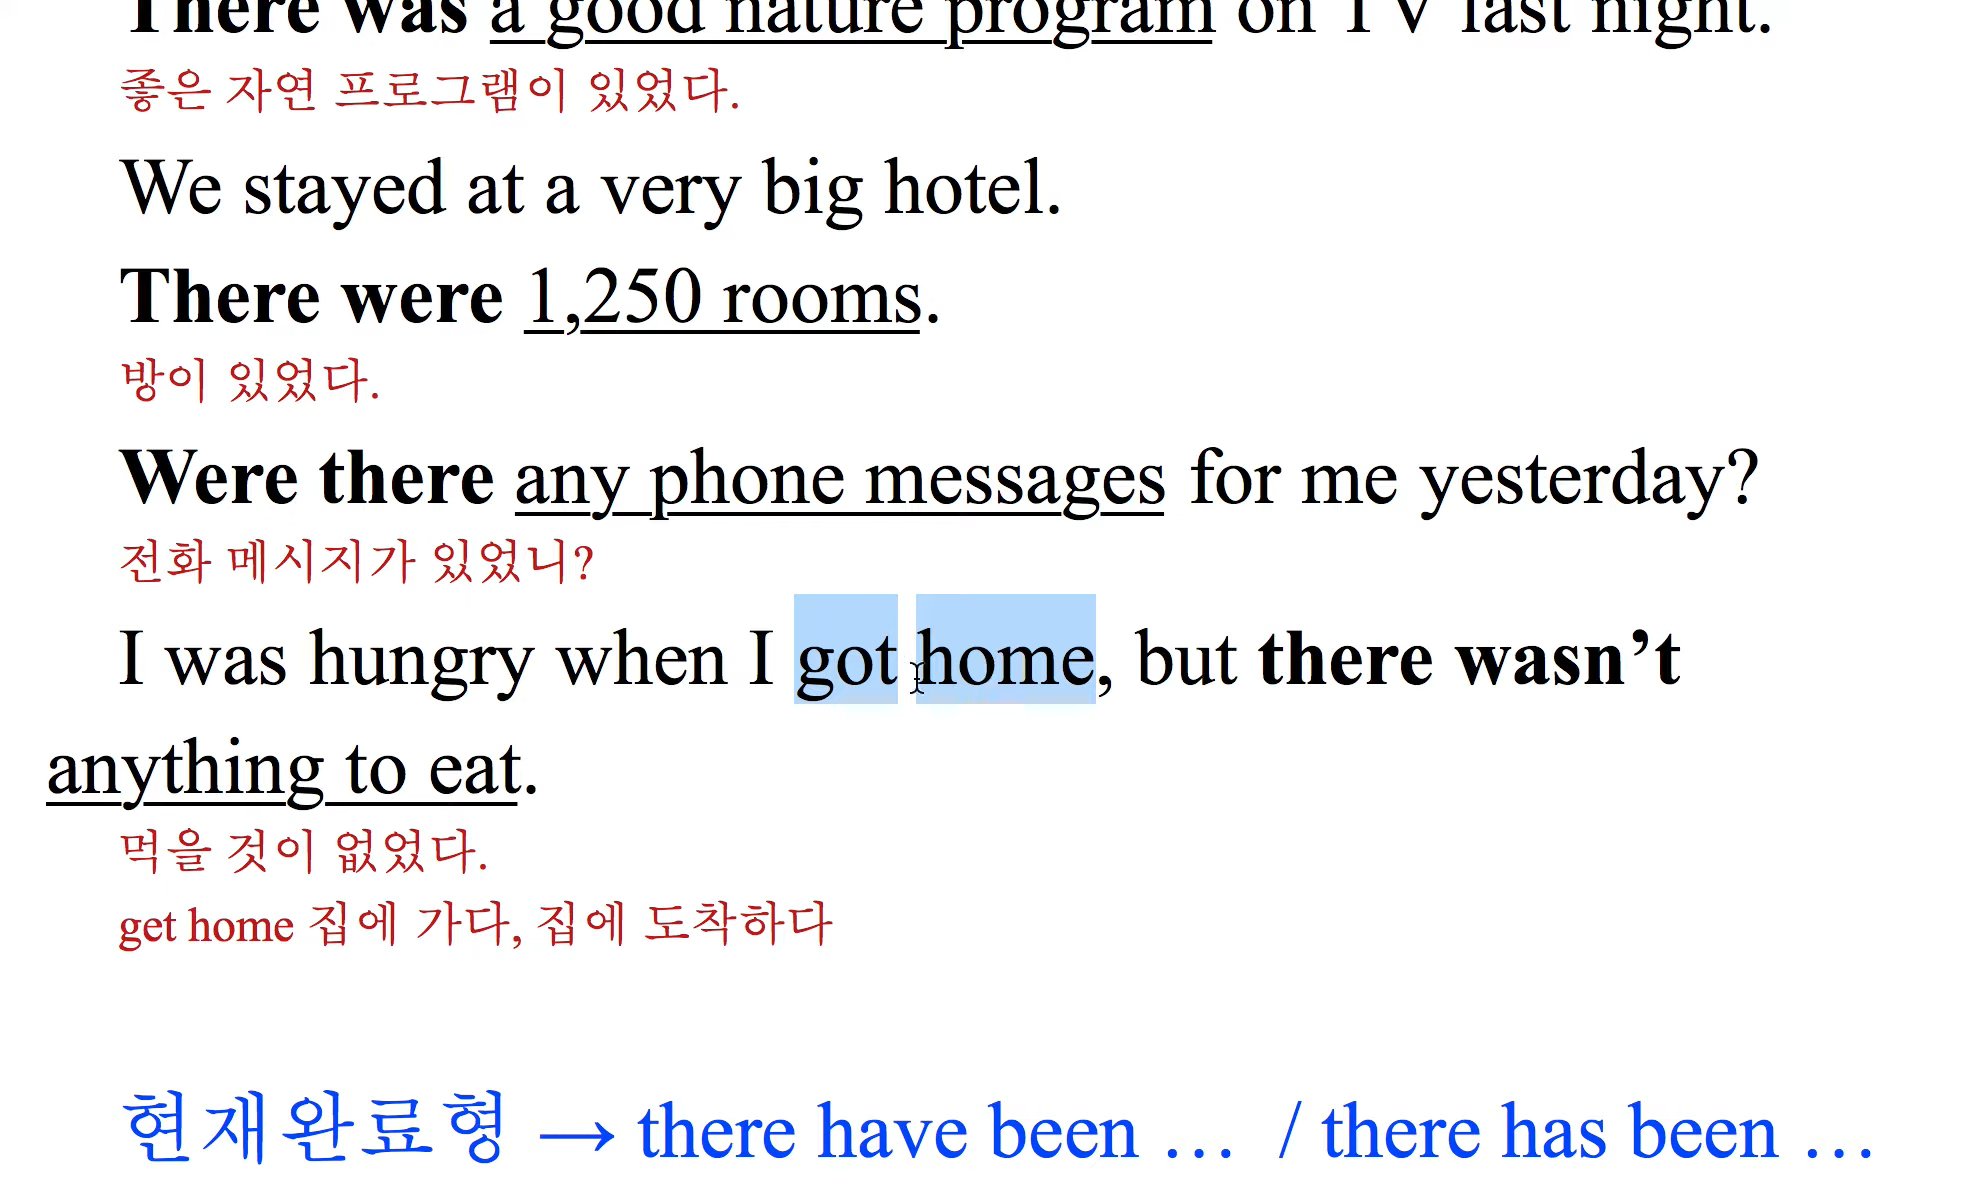 There was a good nature program on TV last night.
좋은 자연 프로그램이 있었다.
We stayed at a very big hotel.
There were 1,250 rooms.
방이 있었다.
Were there any phone messages for me yesterday?
전화 메시지가 있었니?
I was hungry when I got home, but there wasn’t
anything to eat.
먹을 것이 없었다.
get home 집에 가다, 집에 도착하다
현재완료형 → there have been … / there has been …